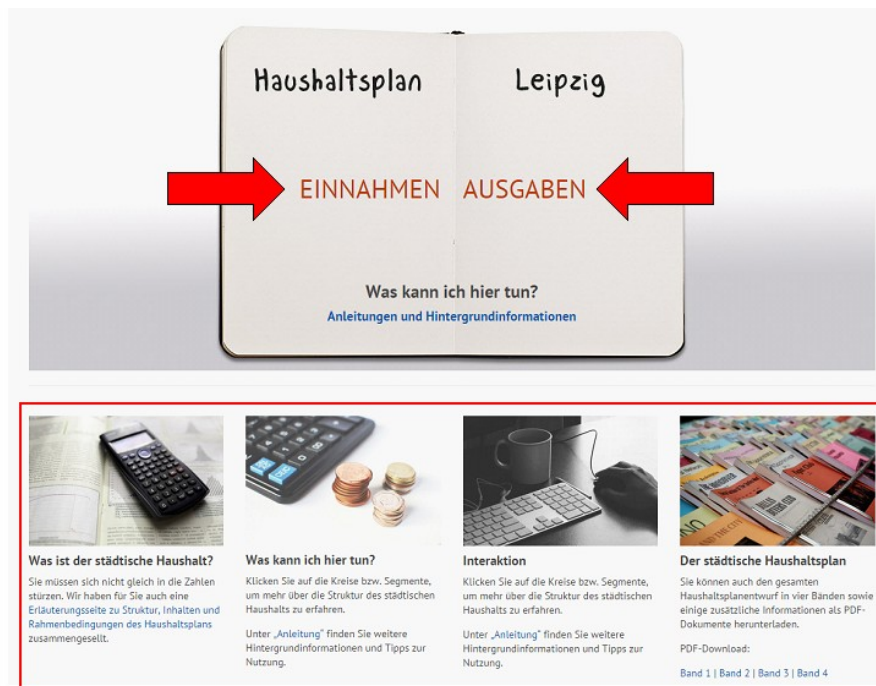 Haushaltsplan Leipzig
EINNAHMEN AUSGABEN
Was kann ich hier tun?
Anleitungen und Hintergrundinformationen
Was ist der städtische Haushalt?
Sie müssen sich nicht gleich in die Zahlen
stürzen. Wir haben für Sie auch eine
Erläuterungsseite zu Struktur, Inhalten und
Rahmenbedingungen des Haushaltsplans
zusammengesellt.
Was kann ich hier tun?
Klicken Sie auf die Kreise bzw. Segmente,
um mehr über die Struktur des städtischen
Haushalts zu erfahren.
Unter „Anleitung" finden Sie weitere
Hintergrundinformationen und Tipps zur
Nutzung.
Interaktion
Klicken Sie auf die Kreise bzw. Segmente,
um mehr über die Struktur des städtischen
Haushalts zu erfahren.
Unter „Anleitung" finden Sie weitere
Hintergrundinformationen und Tipps zur
Nutzung.
Der städtische Haushaltsplan
Sie können auch den gesamten
Haushaltsplanentwurf in vier Bänden sowie
einige zusätzliche Informationen als PDF-
Dokumente herunterladen.
PDF-Download:
Band 1 | Band 2 | Band 3 | Band 4